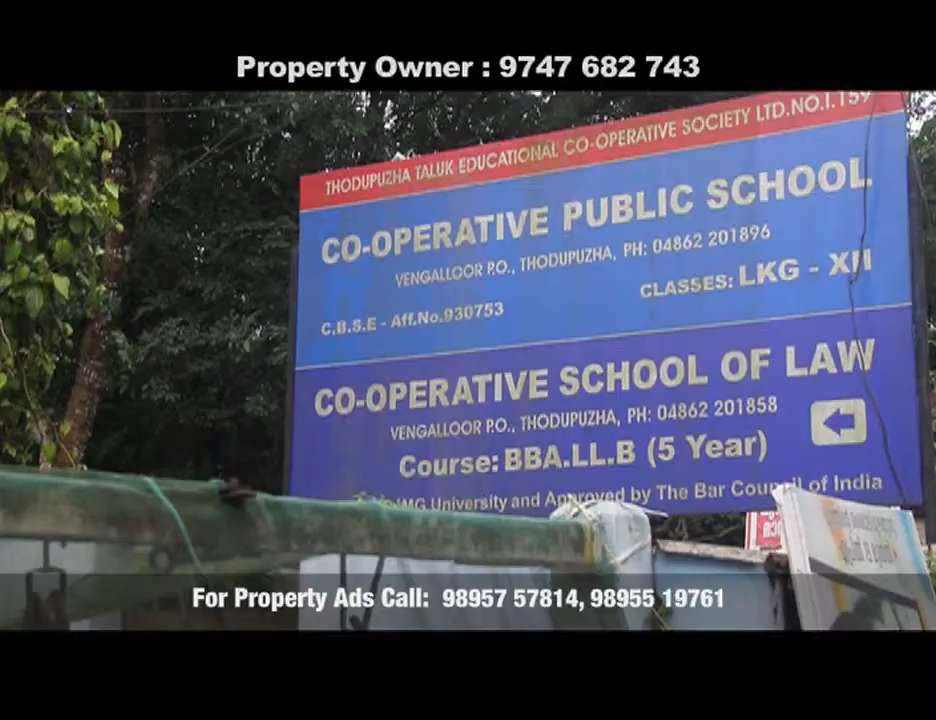 Property Owner : 9747 682 743
THODUPUZHA TALUK EDUCATIONAL CO-OPERATIVE SOCIETY LTD.NO.I.159
CO-OPERATIVE PUBLIC SCHOOL
VENGALLOOR P.O., THODUPUZHA, PH: 04862 201896
CLASSES: LKG - XII
C.B.S.E - Aff.No.930753
CO-OPERATIVE SCHOOL OF LAW
VENGALLOOR P.O., THODUPUZHA, PH: 04862 201858
Course: BBA.LL.B (5 Year)
University and Approved by The Bar Council of India
For Property Ads Call: 98957 57814, 98955 19761